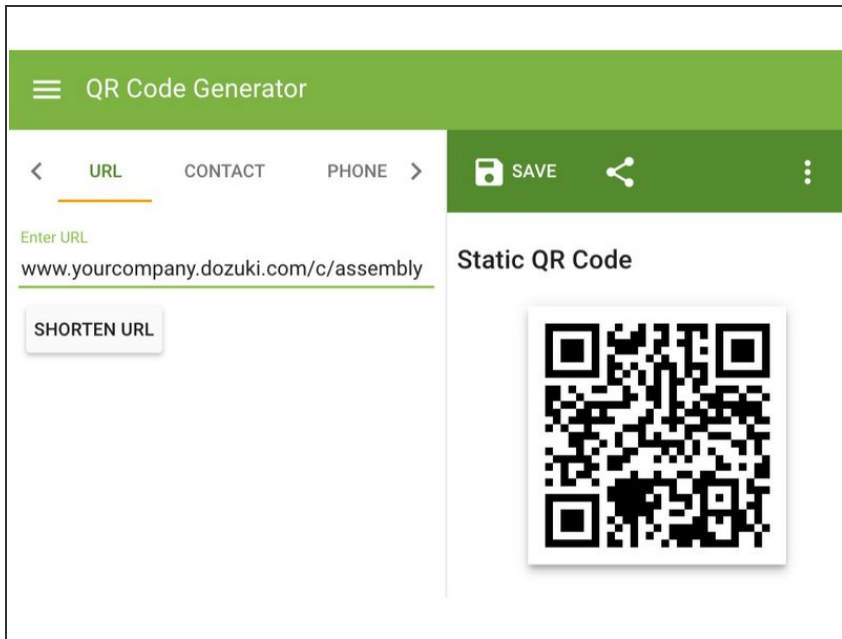 QR Code Generator
URL CONTACT PHONE
SAVE
Enter URL
www.yourcompany.dozuki.com/c/assembly
SHORTEN URL
Static QR Code